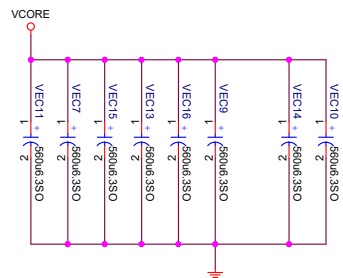 VCORE
VEC11
1
+
2
560u6.3SO
VEC7
1
+
2
560u6.3SO
VEC15
1
+
2
560u6.3SO
VEC13
1
+
2
560u6.3SO
VEC16
1
+
2
560u6.3SO
VEC9
1
+
2
560u6.3SO
VEC14
1
+
2
560u6.3SO
VEC10
1
+
2
560u6.3SO